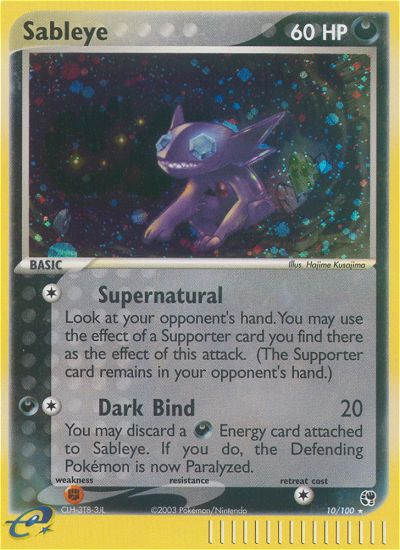 Sableye 60 HP
BASIC
Illus. Hajime Kusajima
Supernatural
Look at your opponent's hand. You may use
the effect of a Supporter card you find there
as the effect of this attack. (The Supporter
card remains in your opponent's hand.)
Dark Bind 20
You may discard a Energy card attached
to Sableye. If you do, the Defending
Pokémon is now Paralyzed.
weakness resistance retreat cost
CLH-3T8-3JL ©2003 Pokémon/Nintendo 10/100 ★
e